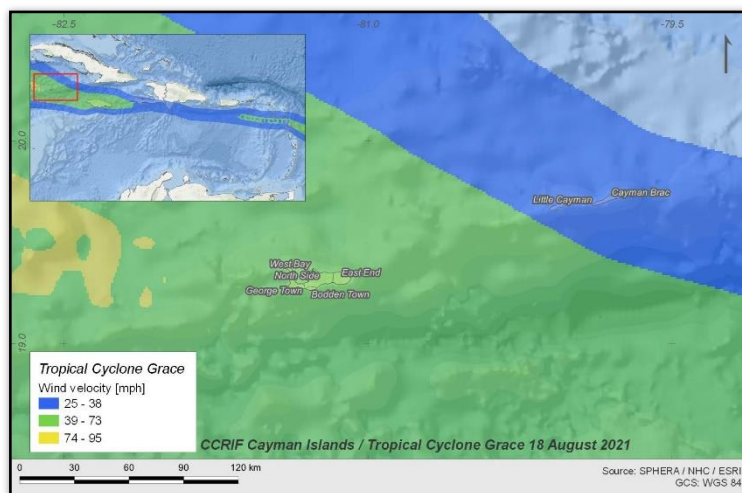 -82.5
-81.0
-79.5
20.0
Little Cayman
Cayman Brac
West Bay
North Side
East End
George Town
Bodden Town
19.0
Tropical Cyclone Grace
Wind velocity [mph]
25 - 38
39 - 73
74 - 95
CCRIF Cayman Islands / Tropical Cyclone Grace 18 August 2021
0 30 60 90 120 km
Source: SPHERA / NHC / ESRI
GCS: WGS 84